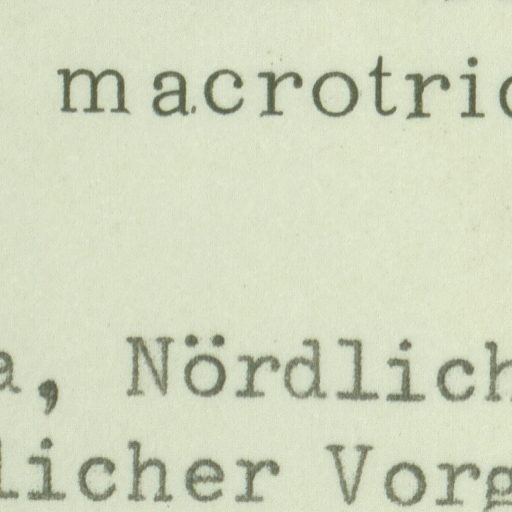 macrotric
a, Nördlich
licher Vorg